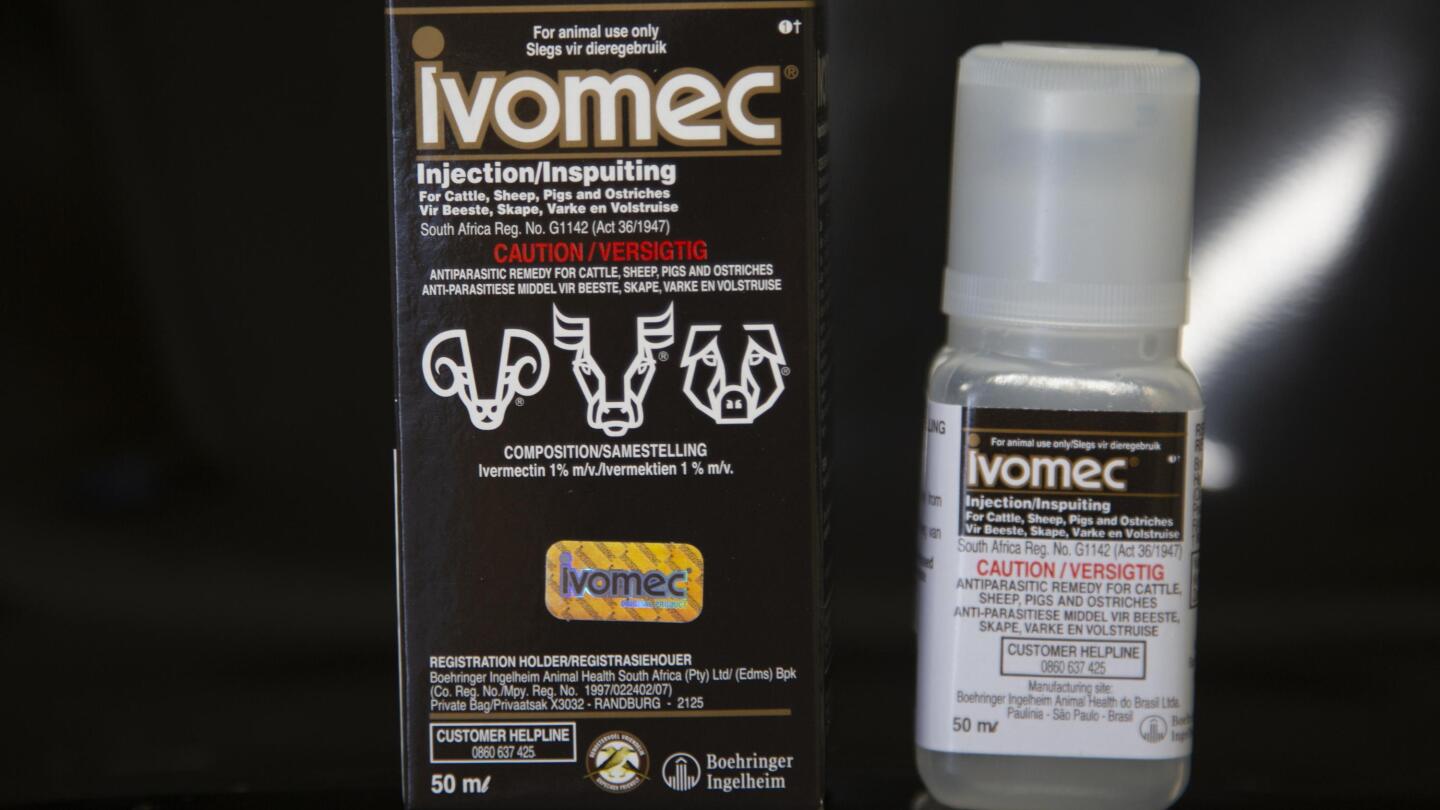 For animal use only
Slegs vir dieregebruik
ivomec®
Injection/Inspuiting
For Cattle, Sheep, Pigs and Ostriches
Vir Beeste, Skape, Varke en Volstruise
South Africa Reg. No. G1142 (Act 36/1947)
CAUTION / VERSIGTIG
ANTIPARASITIC REMEDY FOR CATTLE, SHEEP, PIGS AND OSTRICHES
ANTI-PARASITIESE MIDDEL VIR BEESTE, SKAPE, VARKE EN VOLSTRUISE
® ® ®
COMPOSITION/SAMESTELLING
Ivermectin 1% m/v./Ivermektien 1 % m/v.
ivomec
REGISTRATION HOLDER/REGISTRASIEHOUER
Boehringer Ingelheim Animal Health South Africa (Pty) Ltd/ (Edms) Bpk
(Co. Reg. No./Mpy. Reg. No. 1997/022402/07)
Private Bag/Privaatsak X3032 - RANDBURG - 2125
CUSTOMER HELPLINE
0860 637 425
50 ml
Boehringer
Ingelheim
For animal use only/Slegs vir dieregebruik
ivomec
Injection/Inspuiting
For Cattle, Sheep, Pigs and Ostriches
Vir Beeste, Skape, Varke en Volstruise
South Africa Reg. No. G1142 (Act 36/1947)
CAUTION / VERSIGTIG
ANTIPARASITIC REMEDY FOR CATTLE,
SHEEP, PIGS AND OSTRICHES
ANTI-PARASITIESE MIDDEL VIR BEESTE,
SKAPE, VARKE EN VOLSTRUISE
CUSTOMER HELPLINE
0860 637 425
Manufacturing site:
Boehringer Ingelheim Animal Health do Brasil Ltda.
Paulínia - São Paulo - Brasil
50 ml